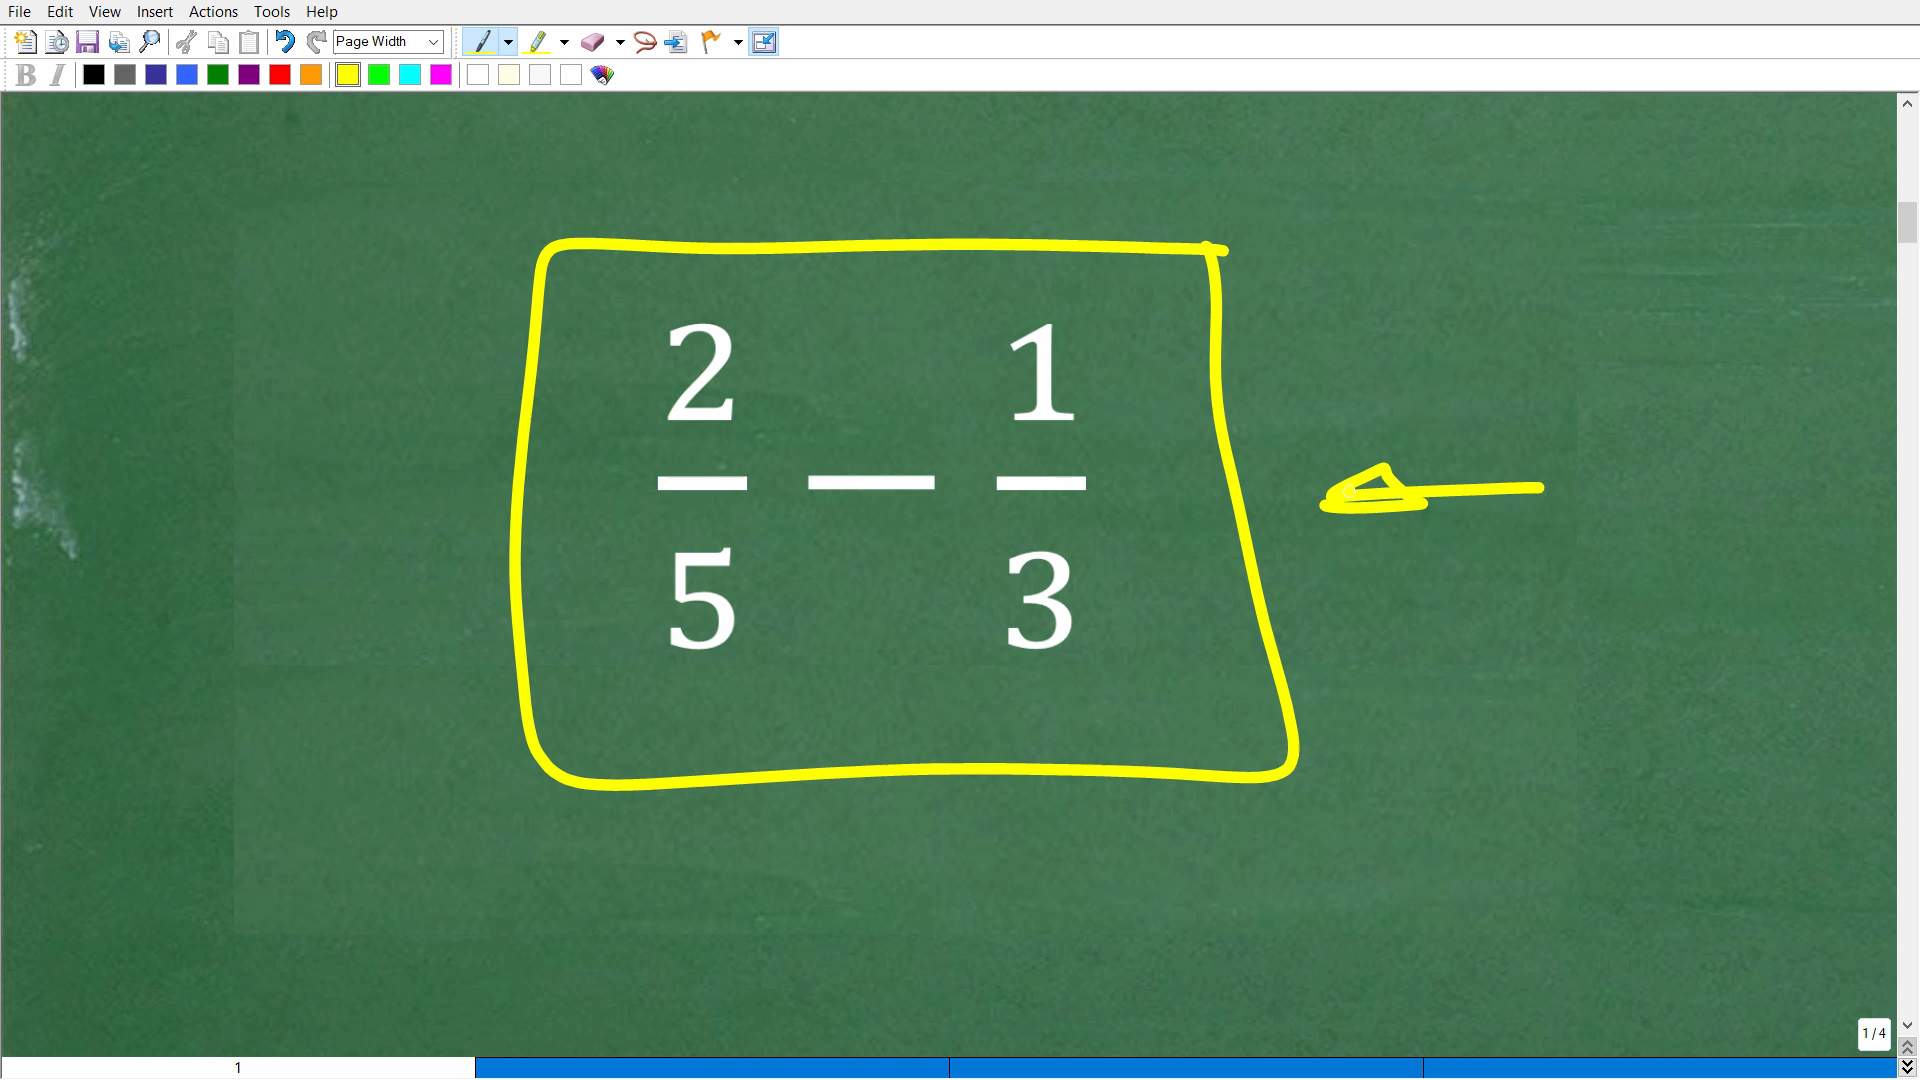 File Edit View Insert Actions Tools Help
Page Width
B I
2 1
— — —
5 3
1 / 4
1